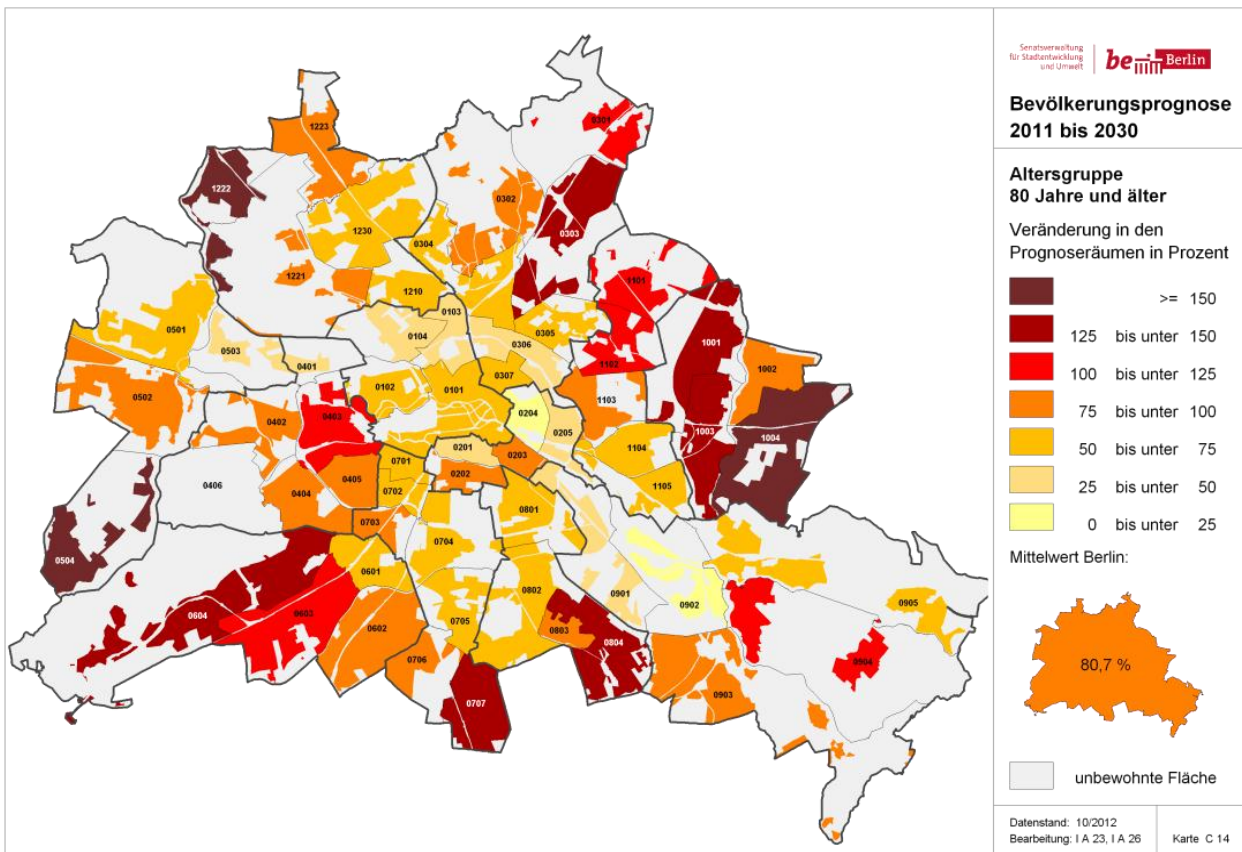 Senatsverwaltung
für Stadtentwicklung
und Umwelt
be Berlin
Bevölkerungsprognose
2011 bis 2030
Altersgruppe
80 Jahre und älter
Veränderung in den
Prognoseräumen in Prozent
>= 150
125 bis unter 150
100 bis unter 125
75 bis unter 100
50 bis unter 75
25 bis unter 50
0 bis unter 25
Mittelwert Berlin:
80,7 %
unbewohnte Fläche
Datenstand: 10/2012
Bearbeitung: I A 23, I A 26
Karte C 14
1223
0301
1222
0302
1230
0303
0304
1221
1101
1210
0103
0501
0104
0305
1001
0503
0306
0401
1102
1002
0307
0102
0101
0502
1103
0403
0204
0402
0205
1003
1004
0201
1104
0203
0701
0202
0406
0405
1105
0404
0702
0801
0703
0704
0504
0601
0802
0901
0902
0905
0604
0603
0705
0602
0803
0804
0706
0904
0903
0707